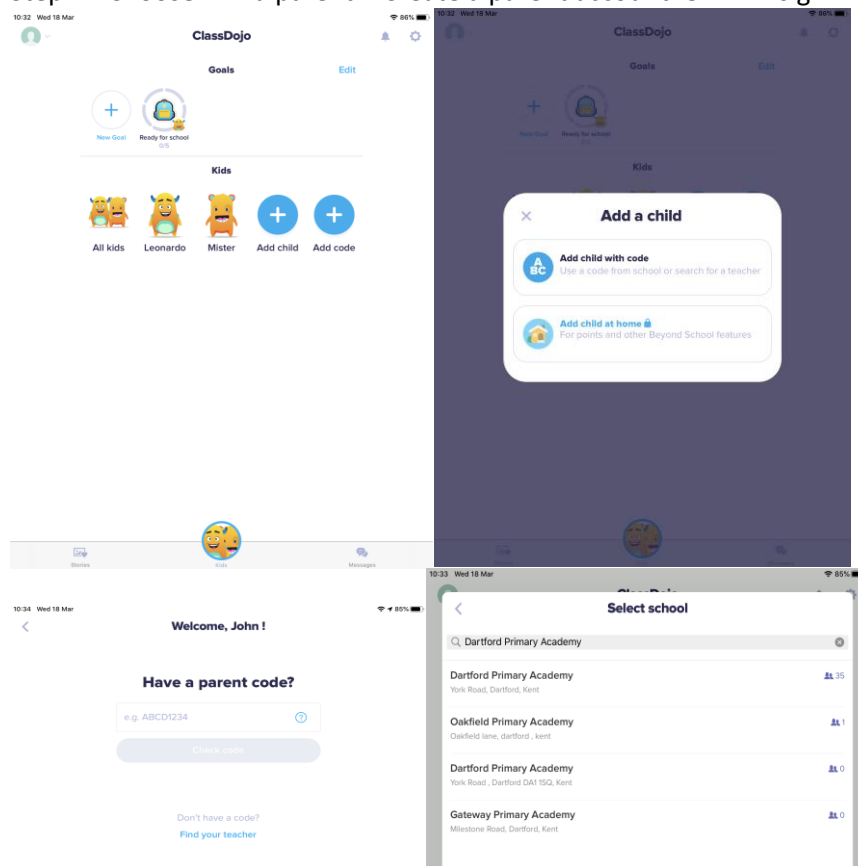 10:32 Wed 18 Mar
86%
ClassDojo
Goals
Edit
New Goal
Ready for school
0/5
Kids
All kids
Leonardo
Mister
Add child
Add code
Stories
Kids
Messages
10:32 Wed 18 Mar
86%
ClassDojo
Goals
Edit
New Goal
Ready for school
Kids
Add a child
ABC
Add child with code
Use a code from school or search for a teacher
Add child at home
For points and other Beyond School features
10:34 Wed 18 Mar
85%
Welcome, John !
Have a parent code?
e.g. ABCD1234
?
Check code
Don't have a code?
Find your teacher
10:33 Wed 18 Mar
85%
Select school
Dartford Primary Academy
Dartford Primary Academy
35
York Road, Dartford, Kent
Oakfield Primary Academy
1
Oakfield lane, dartford , kent
Dartford Primary Academy
0
York Road , Dartford DA1 1SQ, Kent
Gateway Primary Academy
0
Milestone Road, Dartford, Kent